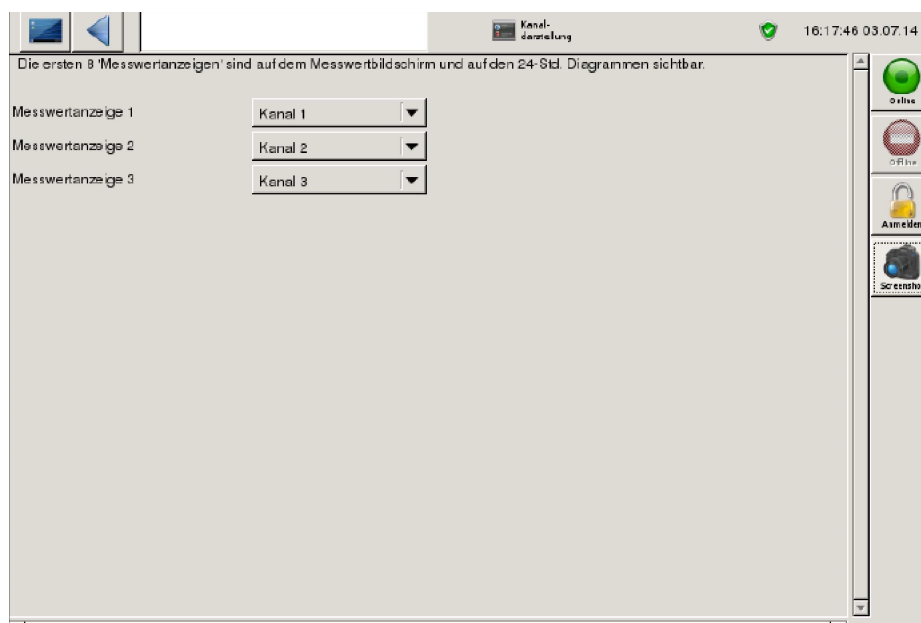 Kanal-
darstellung
16:17:46 03.07.14
Die ersten 8 'Messwertanzeigen' sind auf dem Messwertbildschirm und auf den 24-Std. Diagrammen sichtbar.
Messwertanzeige 1 Kanal 1
Messwertanzeige 2 Kanal 2
Messwertanzeige 3 Kanal 3
Online
Offline
Anmelden
Screensho